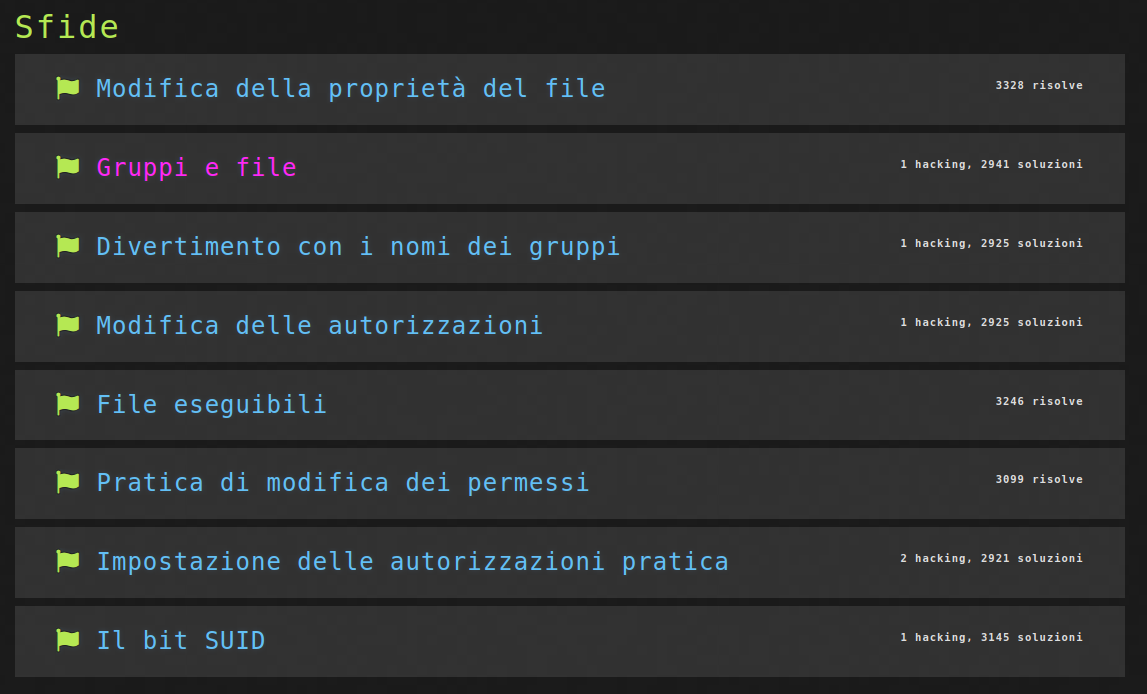 Sfide
Modifica della proprietà del file
3328 risolve
Gruppi e file
1 hacking, 2941 soluzioni
Divertimento con i nomi dei gruppi
1 hacking, 2925 soluzioni
Modifica delle autorizzazioni
1 hacking, 2925 soluzioni
File eseguibili
3246 risolve
Pratica di modifica dei permessi
3099 risolve
Impostazione delle autorizzazioni pratica
2 hacking, 2921 soluzioni
Il bit SUID
1 hacking, 3145 soluzioni